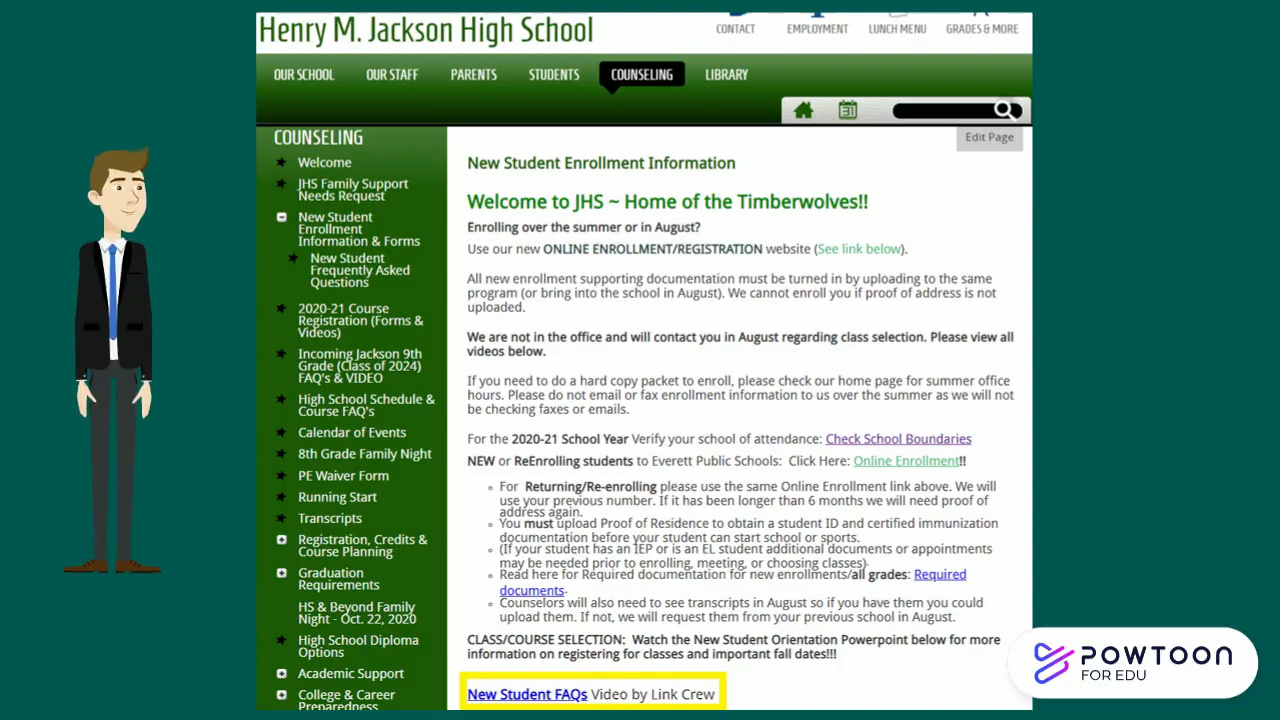 Henry M. Jackson High School
CONTACT
EMPLOYMENT
LUNCH MENU
GRADES & MORE
OUR SCHOOL
OUR STAFF
PARENTS
STUDENTS
COUNSELING
LIBRARY
31
Edit Page
COUNSELING
Welcome
JHS Family Support
Needs Request
New Student
Enrollment
Information & Forms
New Student
Frequently Asked
Questions
2020-21 Course
Registration (Forms &
Videos)
Incoming Jackson 9th
Grade (Class of 2024)
FAQ's & VIDEO
High School Schedule &
Course FAQ's
Calendar of Events
8th Grade Family Night
PE Waiver Form
Running Start
Transcripts
Registration, Credits &
Course Planning
Graduation
Requirements
HS & Beyond Family
Night - Oct. 22, 2020
High School Diploma
Options
Academic Support
College & Career
Preparedness
New Student Enrollment Information
Welcome to JHS ~ Home of the Timberwolves!!
Enrolling over the summer or in August?
Use our new ONLINE ENROLLMENT/REGISTRATION website (See link below).
All new enrollment supporting documentation must be turned in by uploading to the same
program (or bring into the school in August). We cannot enroll you if proof of address is not
uploaded.
We are not in the office and will contact you in August regarding class selection. Please view all
videos below.
If you need to do a hard copy packet to enroll, please check our home page for summer office
hours. Please do not email or fax enrollment information to us over the summer as we will not
be checking faxes or emails.
For the 2020-21 School Year Verify your school of attendance: Check School Boundaries
NEW or ReEnrolling students to Everett Public Schools: Click Here: Online Enrollment!!
For Returning/Re-enrolling please use the same Online Enrollment link above. We will
use your previous number. If it has been longer than 6 months we will need proof of
address again.
You must upload Proof of Residence to obtain a student ID and certified immunization
documentation before your student can start school or sports.
(If your student has an IEP or is an EL student additional documents or appointments
may be needed prior to enrolling, meeting, or choosing classes)
Read here for Required documentation for new enrollments/all grades: Required
documents
Counselors will also need to see transcripts in August so if you have them you could
upload them. If not, we will request them from your previous school in August.
CLASS/COURSE SELECTION: Watch the New Student Orientation Powerpoint below for more
information on registering for classes and important fall dates!!!
New Student FAQs Video by Link Crew
POWTOON
FOR EDU